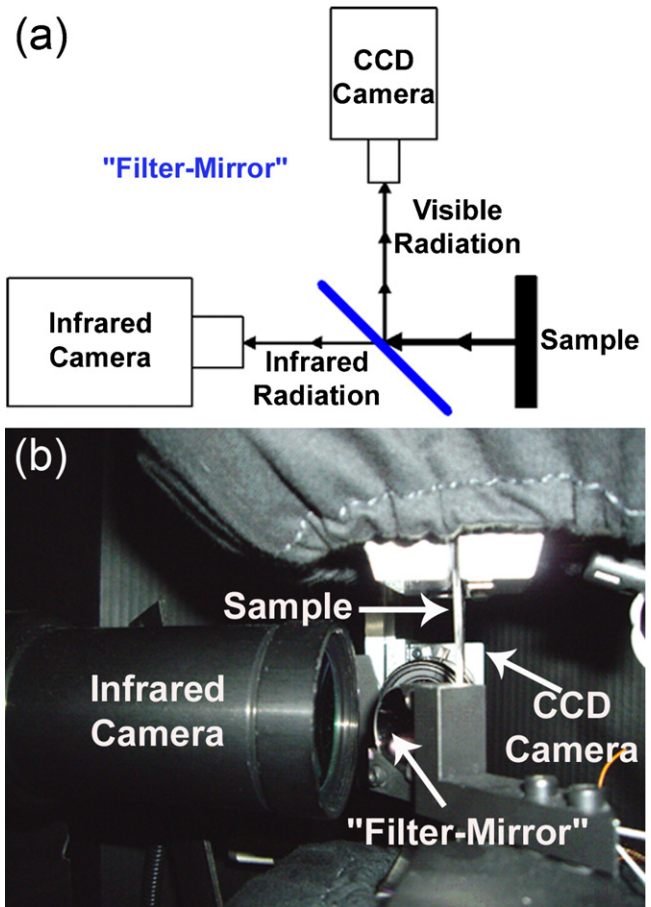 (a)
CCD
Camera
"Filter-Mirror"
Visible
Radiation
Infrared
Camera
Infrared
Radiation
Sample
(b)
Sample
Infrared
Camera
CCD
Camera
"Filter-Mirror"